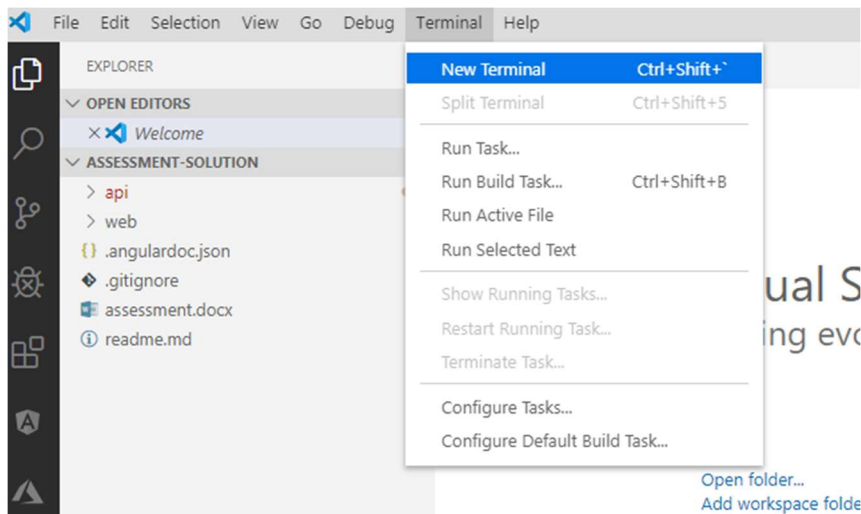 File Edit Selection View Go Debug Terminal Help
EXPLORER
OPEN EDITORS
Welcome
ASSESSMENT-SOLUTION
api
web
.angulardoc.json
.gitignore
assessment.docx
readme.md
New Terminal Ctrl+Shift+`
Split Terminal Ctrl+Shift+5
Run Task...
Run Build Task... Ctrl+Shift+B
Run Active File
Run Selected Text
Show Running Tasks...
Restart Running Task...
Terminate Task...
Configure Tasks...
Configure Default Build Task...
ual S
ing evo
Open folder...
Add workspace folde